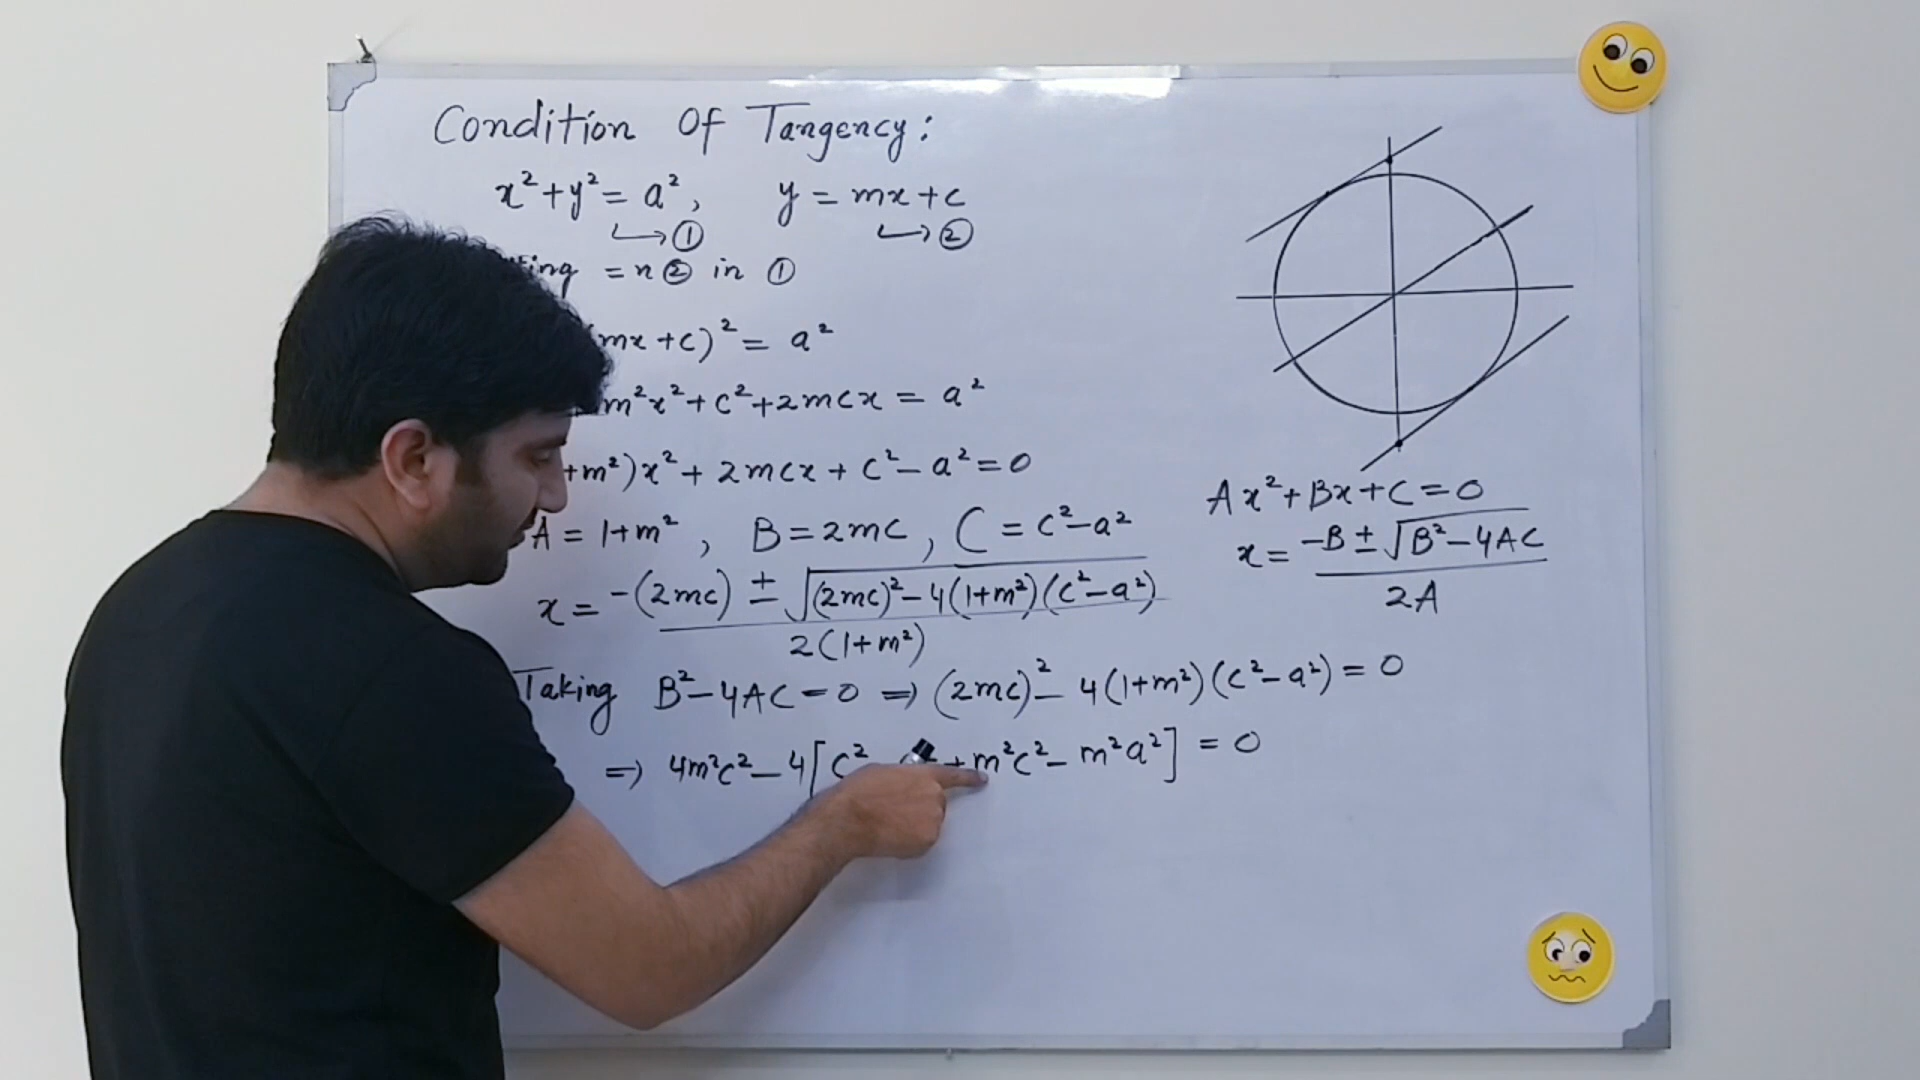 Condition Of Tangency:
x²+y²= a², y = mx+c
↳① ↳②
=n ② in ①
mx+c)² = a²
m²x²+c²+2mcx = a²
+m²)x²+ 2mcx + c²-a²=0
A = 1+m², B=2mc, C=c²-a²
x = -(2mc) ± √(2mc)²-4(1+m²)(c²-a²) / 2(1+m²)
Taking B²-4AC=0 ⇒ (2mc)²- 4(1+m²)(c²-a²)=0
⇒ 4m²c²-4[c² +m²c²- m²a²] = 0
Ax²+Bx+C=0
x = -B±√B²-4AC / 2A